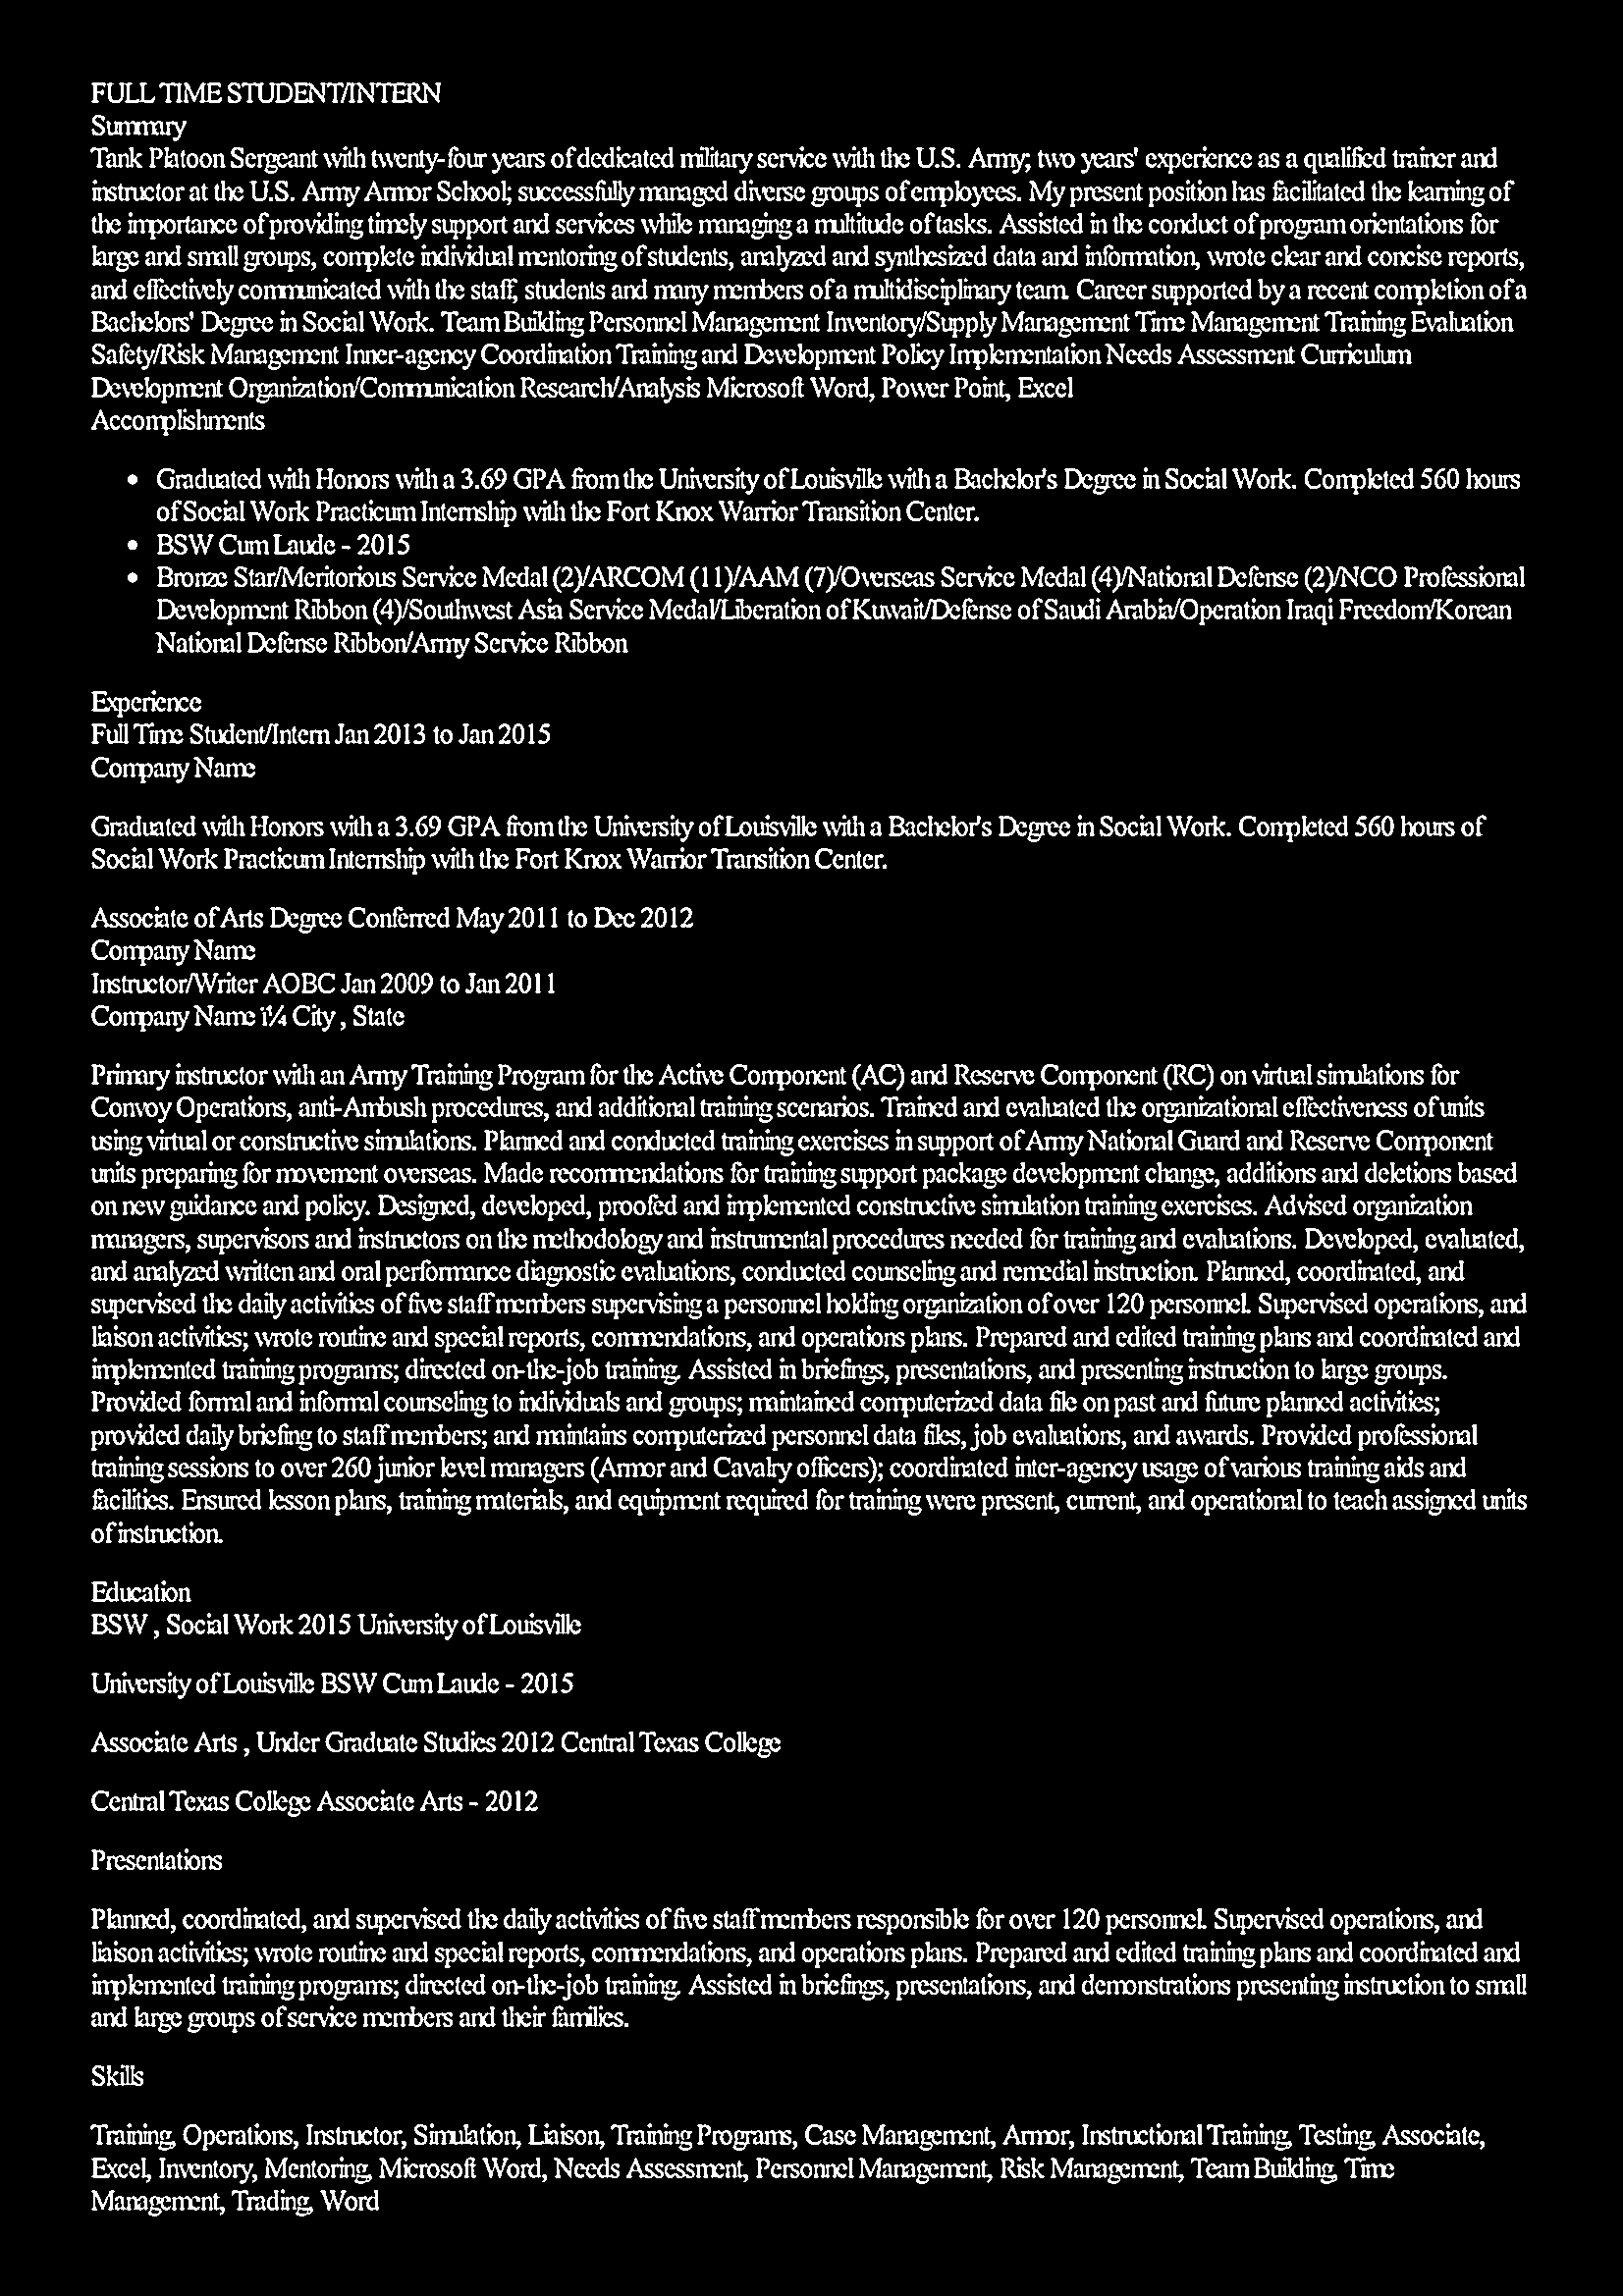 FULL TIME STUDENT/INTERN
Summary
Tank Platoon Sergeant with twenty-four years of dedicated military service with the U.S. Army; two years' experience as a qualified trainer and
instructor at the U.S. Army Armor School; successfully managed diverse groups of employees. My present position has facilitated the learning of
the importance of providing timely support and services while managing a multitude of tasks. Assisted in the conduct of program orientations for
large and small groups, complete individual mentoring of students, analyzed and synthesized data and information, wrote clear and concise reports,
and effectively communicated with the staff, students and many members of a multidisciplinary team. Career supported by a recent completion of a
Bachelors' Degree in Social Work. Team Building Personnel Management Inventory/Supply Management Time Management Training Evaluation
Safety/Risk Management Inner-agency Coordination Training and Development Policy Implementation Needs Assessment Curriculum
Development Organization/Communication Research/Analysis Microsoft Word, Power Point, Excel
Accomplishments
• Graduated with Honors with a 3.69 GPA from the University of Louisville with a Bachelor's Degree in Social Work. Completed 560 hours
of Social Work Practicum Internship with the Fort Knox Warrior Transition Center.
• BSW Cum Laude - 2015
• Bronze Star/Meritorious Service Medal (2)/ARCOM (11)/AAM (7)/Overseas Service Medal (4)/National Defense (2)/NCO Professional
Development Ribbon (4)/Southwest Asia Service Medal/Liberation of Kuwait/Defense of Saudi Arabia/Operation Iraqi Freedom/Korean
National Defense Ribbon/Army Service Ribbon
Experience
Full Time Student/Intern Jan 2013 to Jan 2015
Company Name
Graduated with Honors with a 3.69 GPA from the University of Louisville with a Bachelor's Degree in Social Work. Completed 560 hours of
Social Work Practicum Internship with the Fort Knox Warrior Transition Center.
Associate of Arts Degree Conferred May 2011 to Dec 2012
Company Name
Instructor/Writer AOBC Jan 2009 to Jan 2011
Company Name ï¼ City , State
Primary instructor with an Army Training Program for the Active Component (AC) and Reserve Component (RC) on virtual simulations for
Convoy Operations, anti-Ambush procedures, and additional training scenarios. Trained and evaluated the organizational effectiveness of units
using virtual or constructive simulations. Planned and conducted training exercises in support of Army National Guard and Reserve Component
units preparing for movement overseas. Made recommendations for training support package development change, additions and deletions based
on new guidance and policy. Designed, developed, proofed and implemented constructive simulation training exercises. Advised organization
managers, supervisors and instructors on the methodology and instrumental procedures needed for training and evaluations. Developed, evaluated,
and analyzed written and oral performance diagnostic evaluations, conducted counseling and remedial instruction. Planned, coordinated, and
supervised the daily activities of five staff members supervising a personnel holding organization of over 120 personnel. Supervised operations, and
liaison activities; wrote routine and special reports, commendations, and operations plans. Prepared and edited training plans and coordinated and
implemented training programs; directed on-the-job training. Assisted in briefings, presentations, and presenting instruction to large groups.
Provided formal and informal counseling to individuals and groups; maintained computerized data file on past and future planned activities;
provided daily briefing to staff members; and maintains computerized personnel data files, job evaluations, and awards. Provided professional
training sessions to over 260 junior level managers (Armor and Cavalry officers); coordinated inter-agency usage of various training aids and
facilities. Ensured lesson plans, training materials, and equipment required for training were present, current, and operational to teach assigned units
of instruction.
Education
BSW , Social Work 2015 University of Louisville
University of Louisville BSW Cum Laude - 2015
Associate Arts , Under Graduate Studies 2012 Central Texas College
Central Texas College Associate Arts - 2012
Presentations
Planned, coordinated, and supervised the daily activities of five staff members responsible for over 120 personnel. Supervised operations, and
liaison activities; wrote routine and special reports, commendations, and operations plans. Prepared and edited training plans and coordinated and
implemented training programs; directed on-the-job training. Assisted in briefings, presentations, and demonstrations presenting instruction to small
and large groups of service members and their families.
Skills
Training, Operations, Instructor, Simulation, Liaison, Training Programs, Case Management, Armor, Instructional Training, Testing, Associate,
Excel, Inventory, Mentoring, Microsoft Word, Needs Assessment, Personnel Management, Risk Management, Team Building, Time
Management, Trading, Word